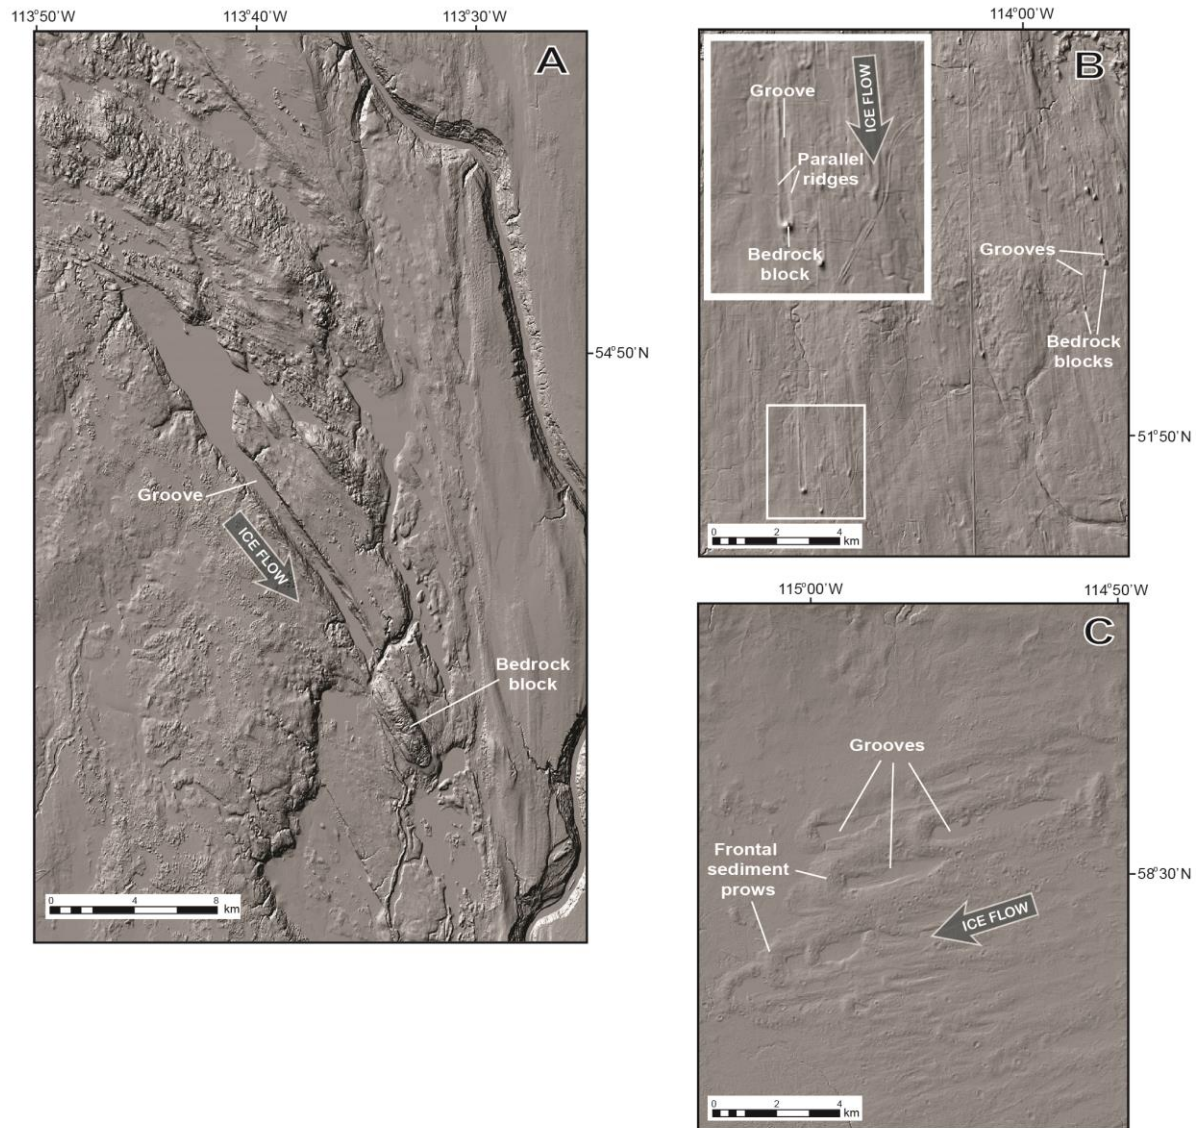 113°50'W
113°40'W
113°30'W
A
54°50'N
Groove
ICE FLOW
Bedrock
block
0 4 8
km
114°00'W
B
Groove
ICE FLOW
Parallel
ridges
Bedrock
block
Grooves
Bedrock
blocks
51°50'N
0 2 4
km
115°00'W
114°50'W
C
Grooves
Frontal
sediment
prows
58°30'N
ICE FLOW
0 2 4
km